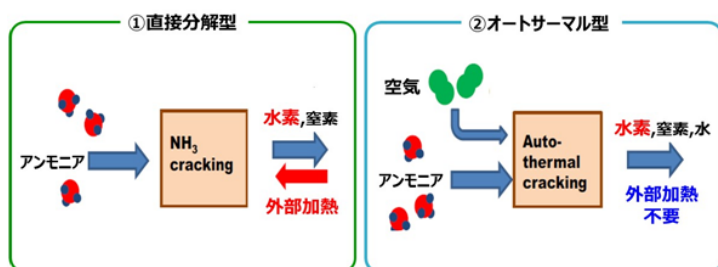 ①直接分解型
アンモニア
NH₃
cracking
水素,窒素
外部加熱
②オートサーマル型
空気
アンモニア
Auto-
thermal
cracking
水素,窒素,水
外部加熱
不要